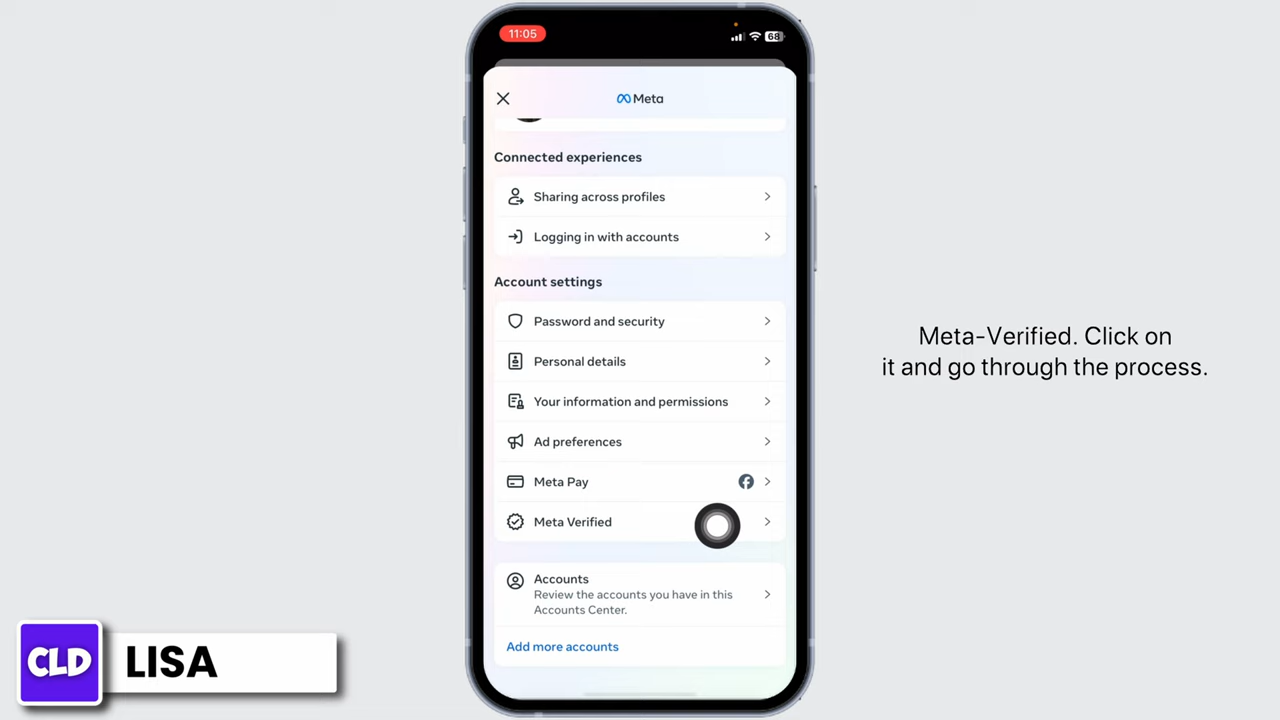 11:05
68
Meta
Connected experiences
Sharing across profiles
Logging in with accounts
Account settings
Password and security
Personal details
Your information and permissions
Ad preferences
Meta Pay
Meta Verified
Accounts
Review the accounts you have in this
Accounts Center.
Add more accounts
Meta-Verified. Click on
it and go through the process.
CLD
LISA